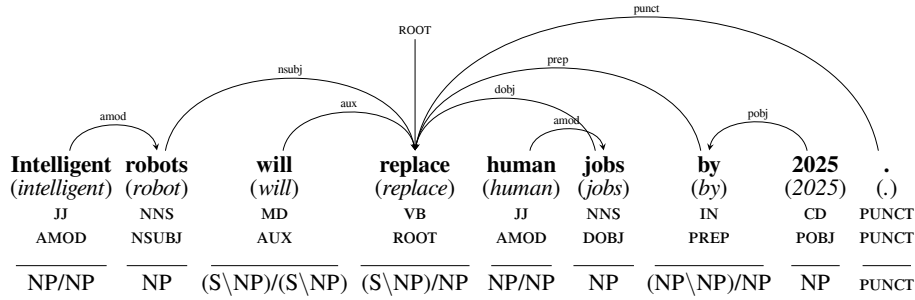 punct
ROOT
prep
nsubj
dobj
aux
amod amod pobj
Intelligent robots will replace human jobs by 2025 .
(intelligent) (robot) (will) (replace) (human) (jobs) (by) (2025) (.)
JJ NNS MD VB JJ NNS IN CD PUNCT
AMOD NSUBJ AUX ROOT AMOD DOBJ PREP POBJ PUNCT
NP/NP NP (S\NP)/(S\NP) (S\NP)/NP NP/NP NP (NP\NP)/NP NP PUNCT